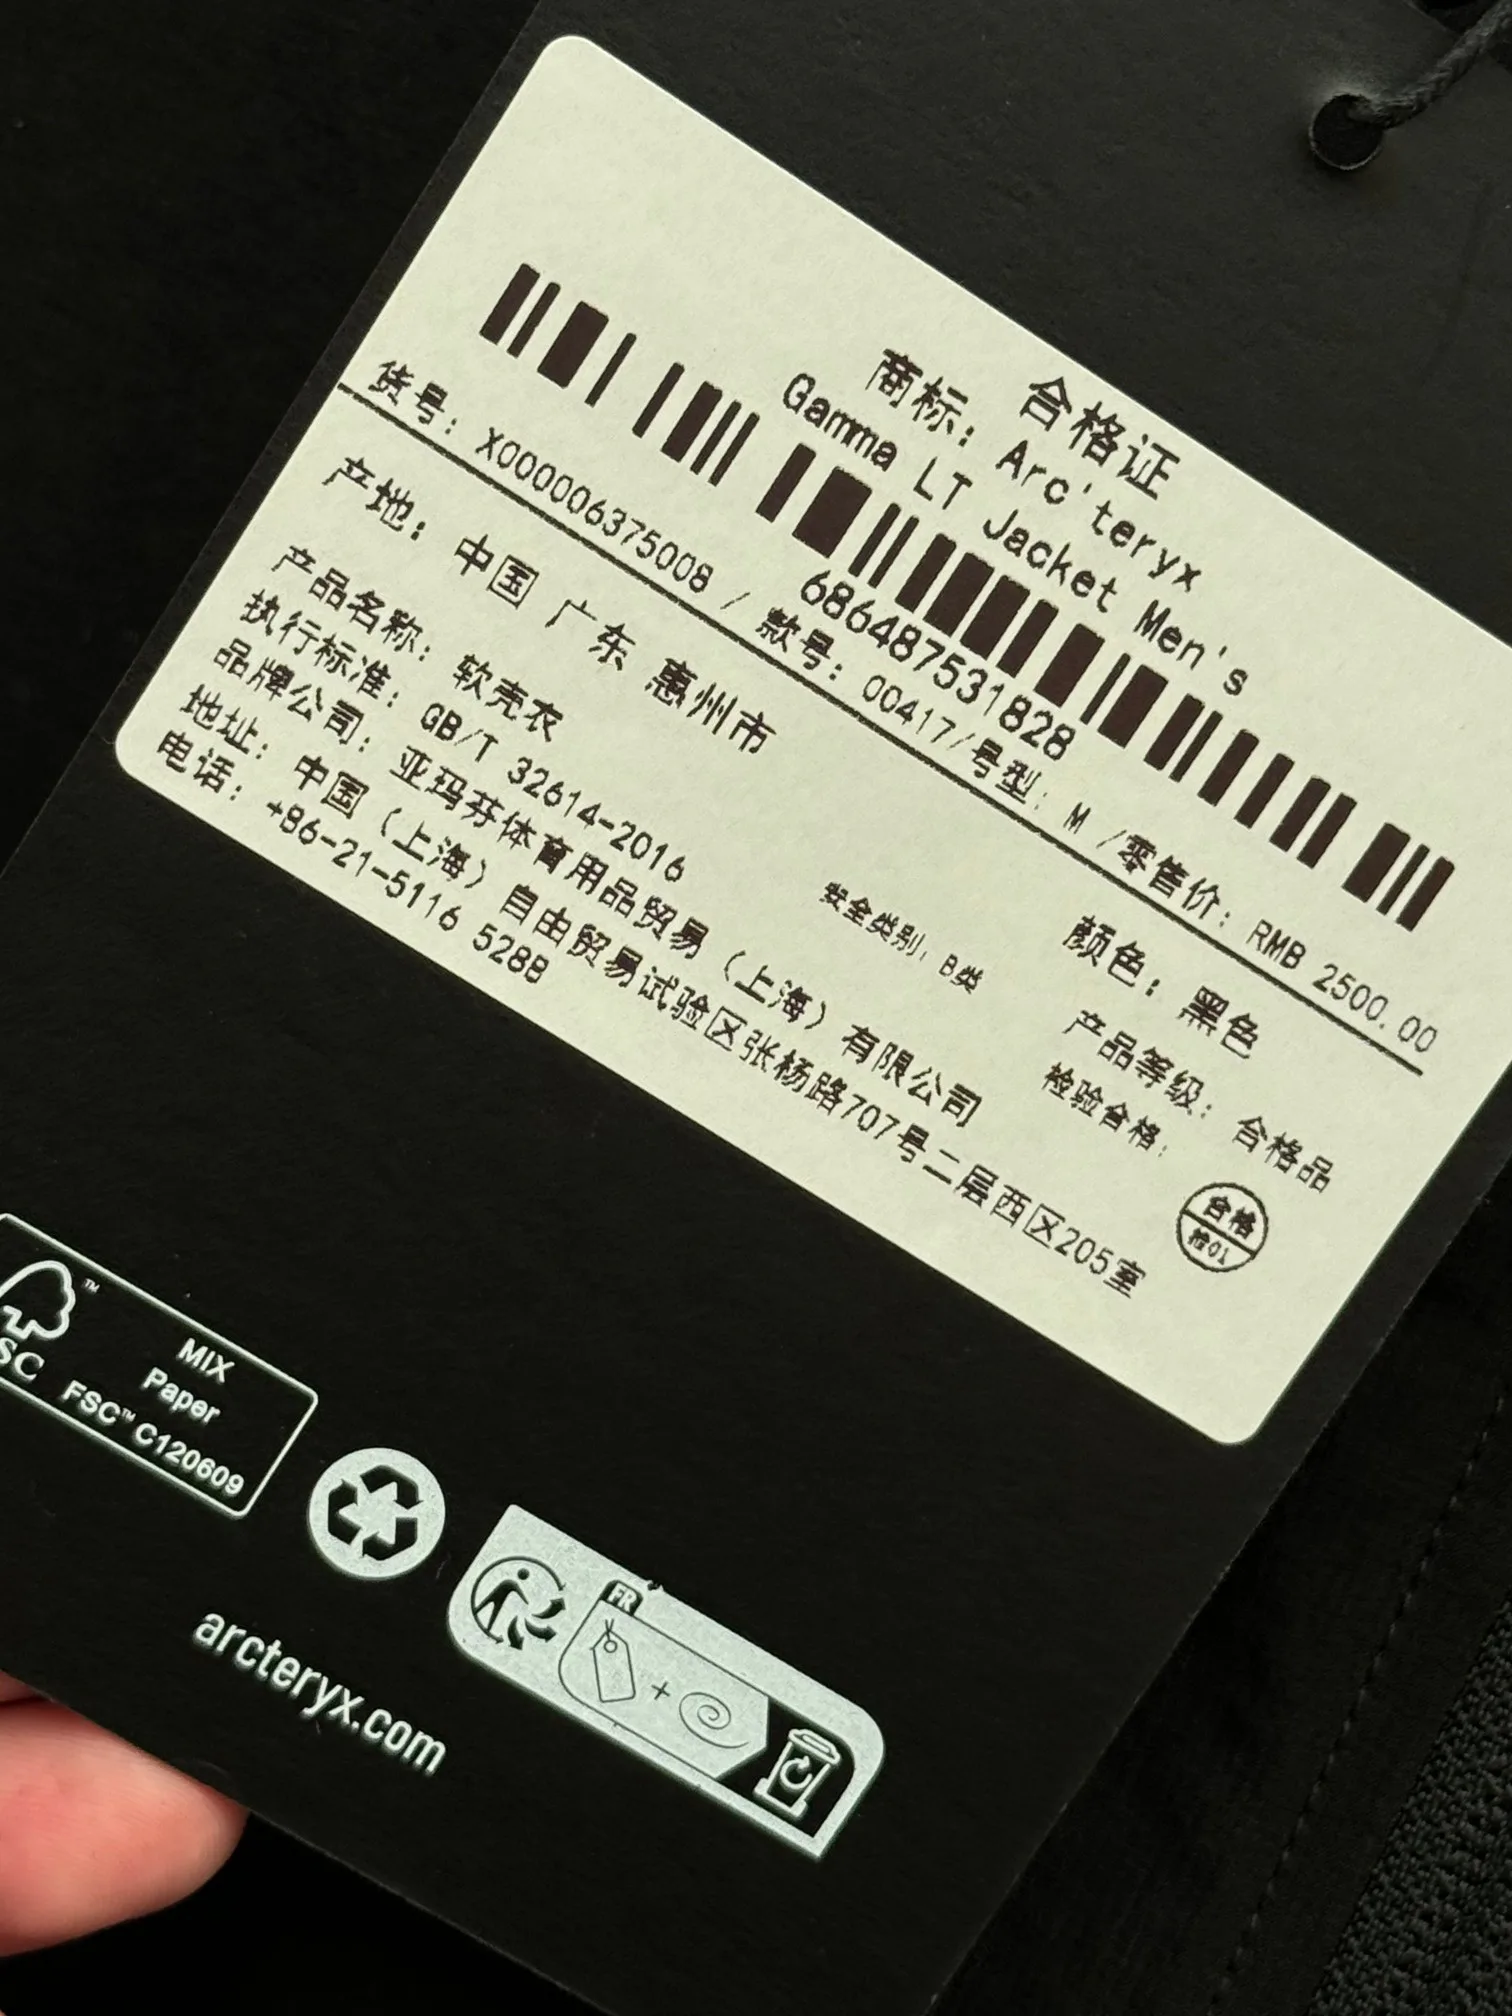 合格证
商标: Arc'teryx
Gamma LT Jacket Men's
686487531828
货号: X000006375008 / 款号: 00417/号型: M /零售价: RMB 2500.00
产地: 中国 广东 惠州市 颜色: 黑色
产品名称: 软壳衣 安全类别: B类 产品等级: 合格品
执行标准: GB/T 32614-2016 检验合格:
品牌公司: 亚玛芬体育用品贸易 (上海) 有限公司
地址: 中国 (上海) 自由贸易试验区张杨路707号二层西区205室
电话: +86-21-5116 5288
合格
检01
TM
SC
MIX
Paper
FSC™ C120609
FR
+
arcteryx.com